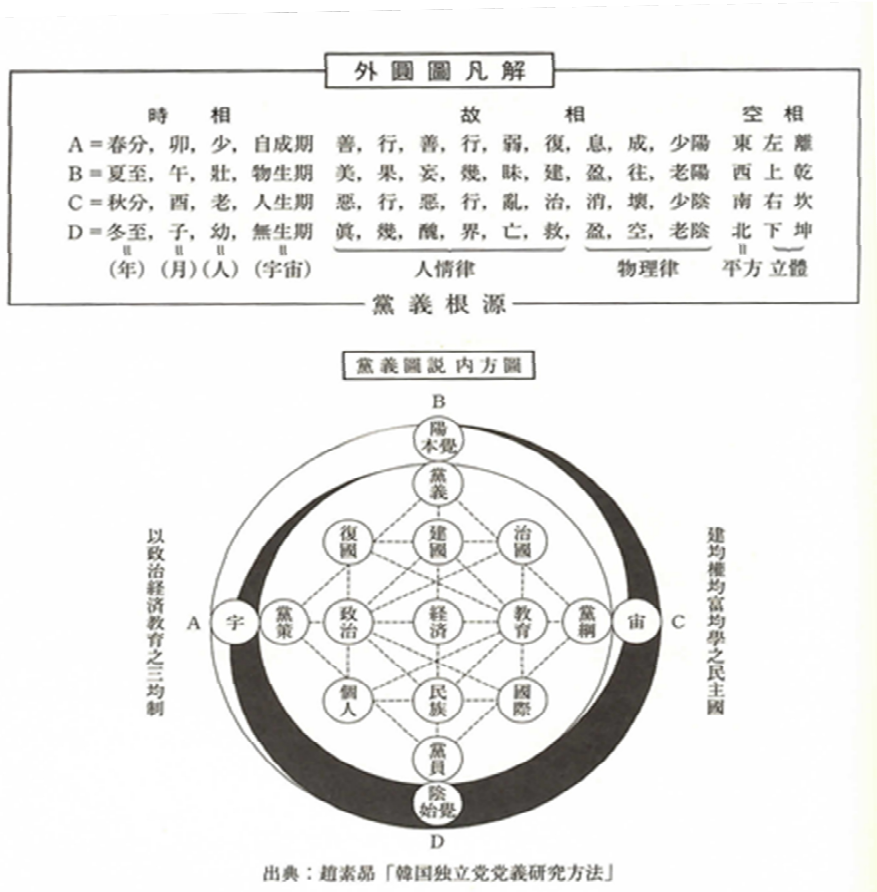 外圓圖凡解
時相 故相 空相
A=春分，卯，少，自成期 善，行，善，行，弱，復，息，成，少陽 東左離
B=夏至，午，壯，物生期 美，果，妄，幾，昧，建，盈，往，老陽 西上乾
C=秋分，酉，老，人生期 惡，行，惡，行，亂，治，消，壞，少陰 南右坎
D=冬至，子，幼，無生期 眞，幾，醜，界，亡，救，盈，空，老陰 北下坤
(年) (月) (人) (宇宙) 人情律 物理律 平方 立體
黨義根源
黨義圖説 内方圖
B
陽
本覺
黨
義
復
國
建
國
治
國
以政治経済教育之三均制
A
宇
黨
策
政
治
経
済
教
育
黨
綱
宙
C
建均權均富均學之民主國
個
人
民
族
國
際
黨
員
陰
始覺
D
出典：趙素昻「韓国独立党党義研究方法」